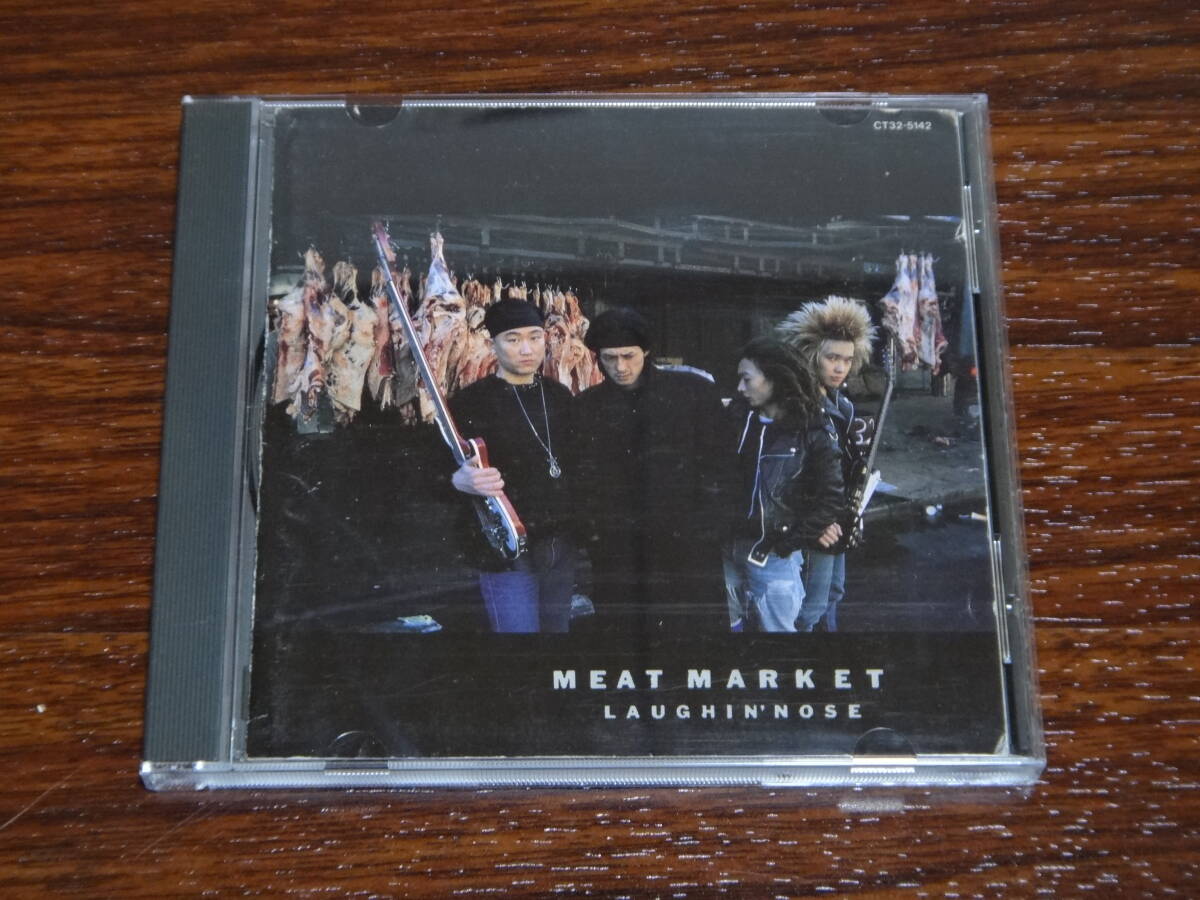 CT32-5142
MEAT MARKET
LAUGHIN'NOSE